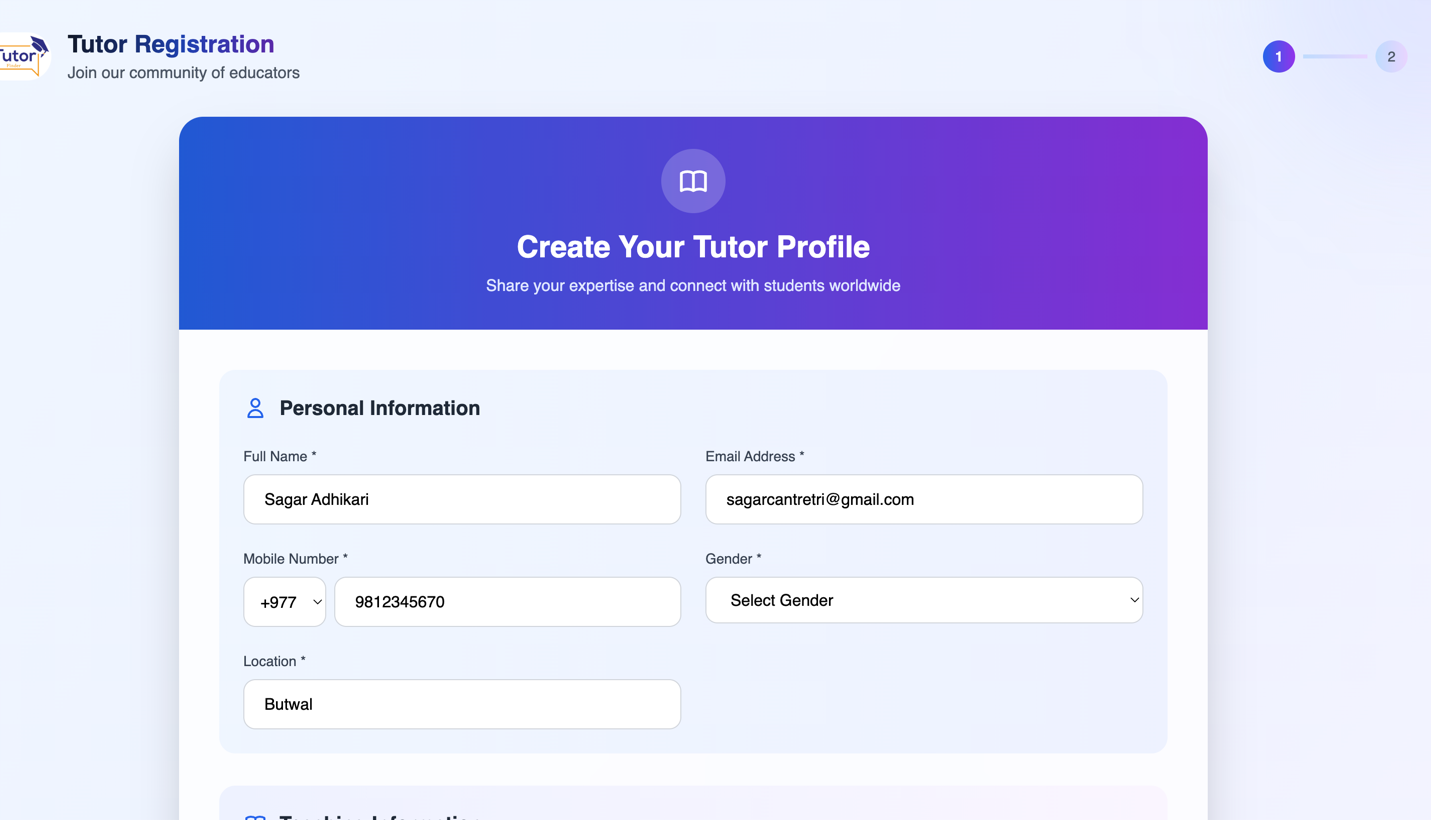 Tutor
Tutor Registration
Join our community of educators
1
2
Create Your Tutor Profile
Share your expertise and connect with students worldwide
Personal Information
Full Name *
Email Address *
Sagar Adhikari
sagarcantretri@gmail.com
Mobile Number *
Gender *
+977
9812345670
Select Gender
Location *
Butwal
Teaching Information